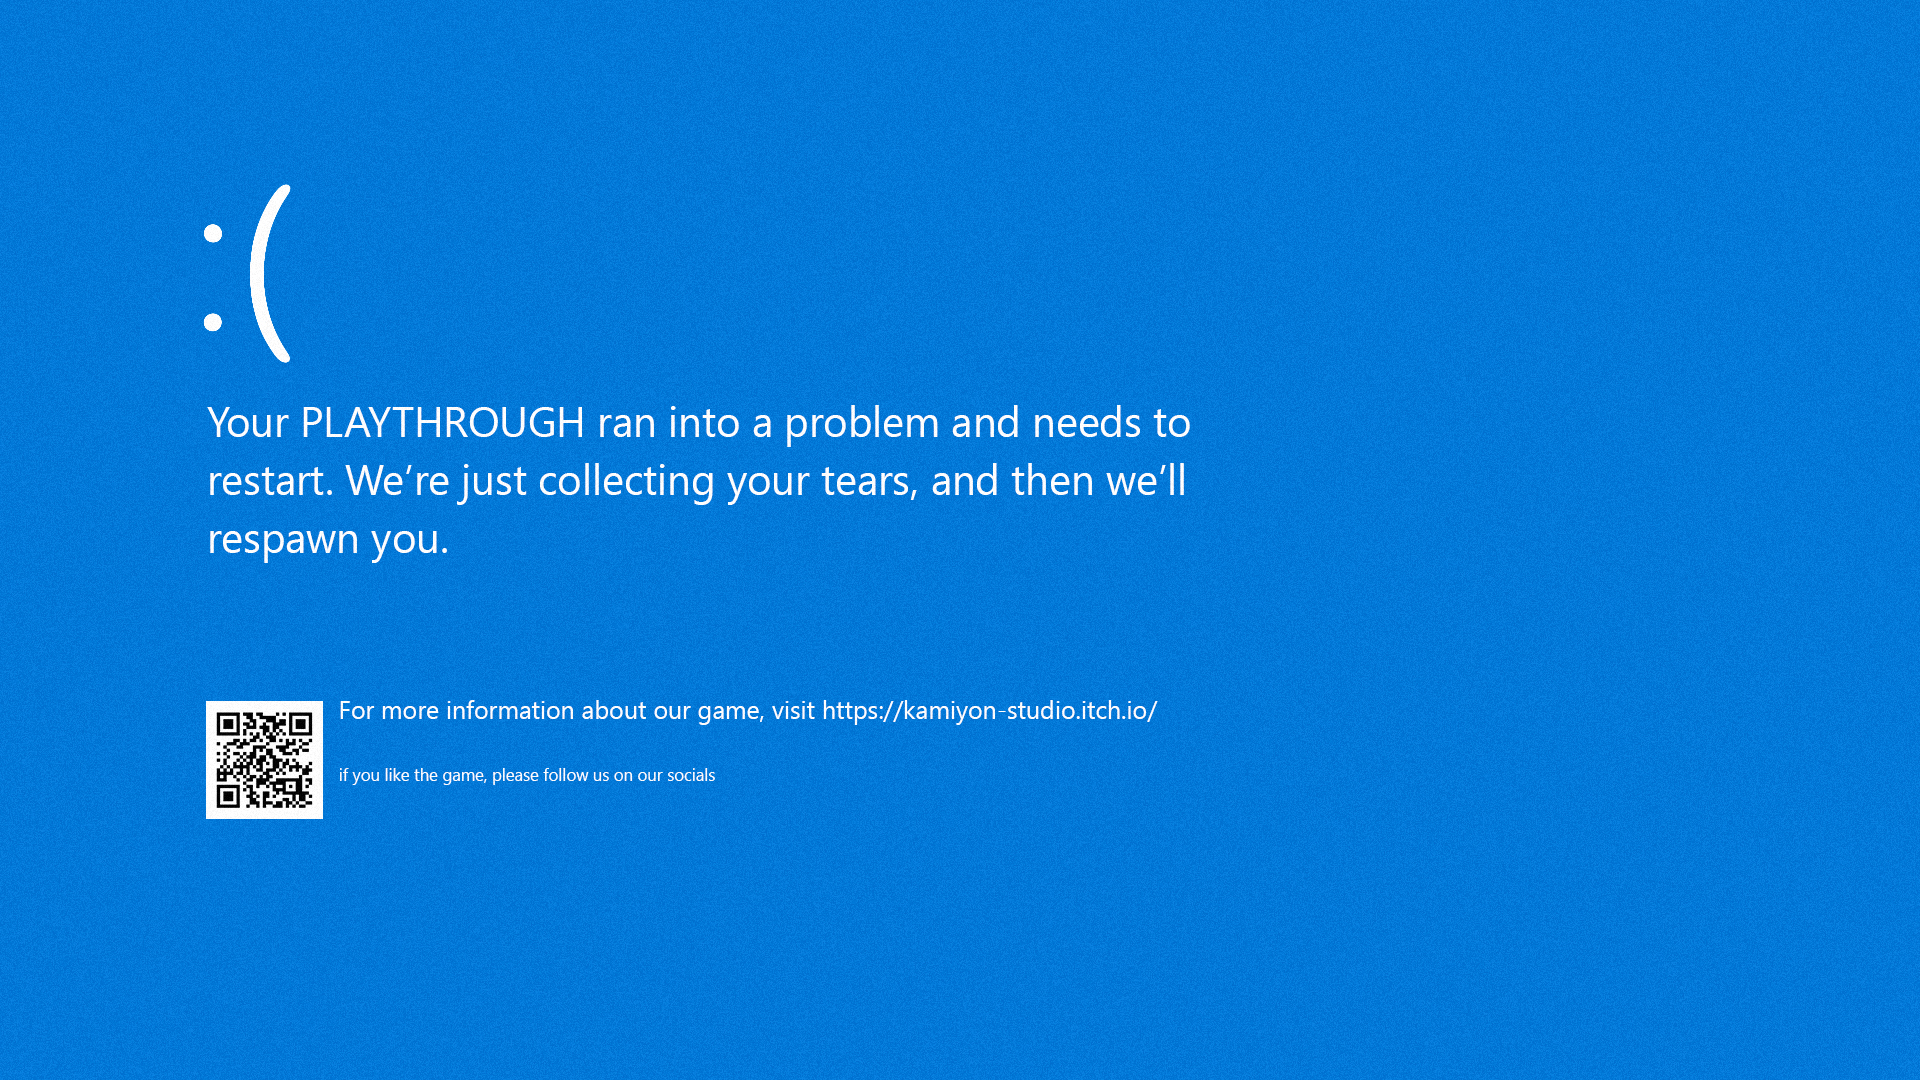 :(
Your PLAYTHROUGH ran into a problem and needs to
restart. We’re just collecting your tears, and then we’ll
respawn you.
For more information about our game, visit https://kamiyon-studio.itch.io/
if you like the game, please follow us on our socials